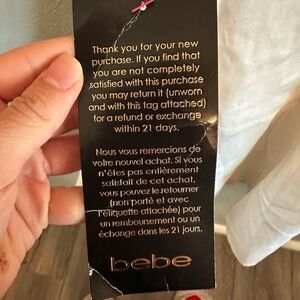 Thank you for your new
purchase. If you find that
you are not completely
satisfied with this purchase
you may return it (unworn
and with this tag attached)
for a refund or exchange
within 21 days.
Nous vous remercions de
votre nouvel achat. Si vous
n'êtes pas entièrement
satisfait de cet achat,
vous pouvez le retourner
(non porté et avec
l'etiquette attachée) pour
un remboursement ou un
échange dans les 21 jours.
bebe